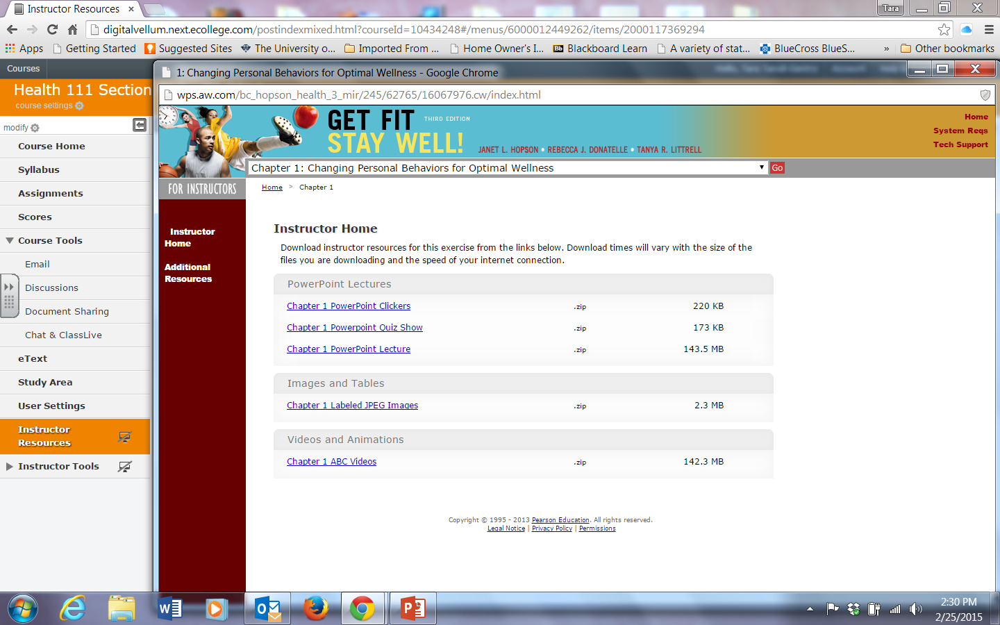 Instructor Resources
Tara
digitalvellum.next.ecollege.com/postindexmixed.html?courseId=10434248#/menus/6000012449262/items/2000117369294
Apps Getting Started Suggested Sites The University o... Imported From ... Home Owner's I... Bb Blackboard Learn A variety of stat... BlueCross BlueS... » Other bookmarks
Courses
1: Changing Personal Behaviors for Optimal Wellness - Google Chrome
Health 111 Section
course settings
wps.aw.com/bc_hopson_health_3_mir/245/62765/16067976.cw/index.html
modify
Course Home
Syllabus
Assignments
Scores
Course Tools
Email
Discussions
Document Sharing
Chat & ClassLive
eText
Study Area
User Settings
Instructor
Resources
Instructor Tools
GET FIT THIRD EDITION
STAY WELL!
JANET L. HOPSON • REBECCA J. DONATELLE • TANYA R. LITTRELL
Home
System Reqs
Tech Support
Chapter 1: Changing Personal Behaviors for Optimal Wellness Go
FOR INSTRUCTORS
Home > Chapter 1
Instructor
Home
Additional
Resources
Instructor Home
Download instructor resources for this exercise from the links below. Download times will vary with the size of the
files you are downloading and the speed of your internet connection.
PowerPoint Lectures
Chapter 1 PowerPoint Clickers .zip 220 KB
Chapter 1 Powerpoint Quiz Show .zip 173 KB
Chapter 1 PowerPoint Lecture .zip 143.5 MB
Images and Tables
Chapter 1 Labeled JPEG Images .zip 2.3 MB
Videos and Animations
Chapter 1 ABC Videos .zip 142.3 MB
Copyright © 1995 - 2013 Pearson Education. All rights reserved.
Legal Notice | Privacy Policy | Permissions
2:30 PM
2/25/2015